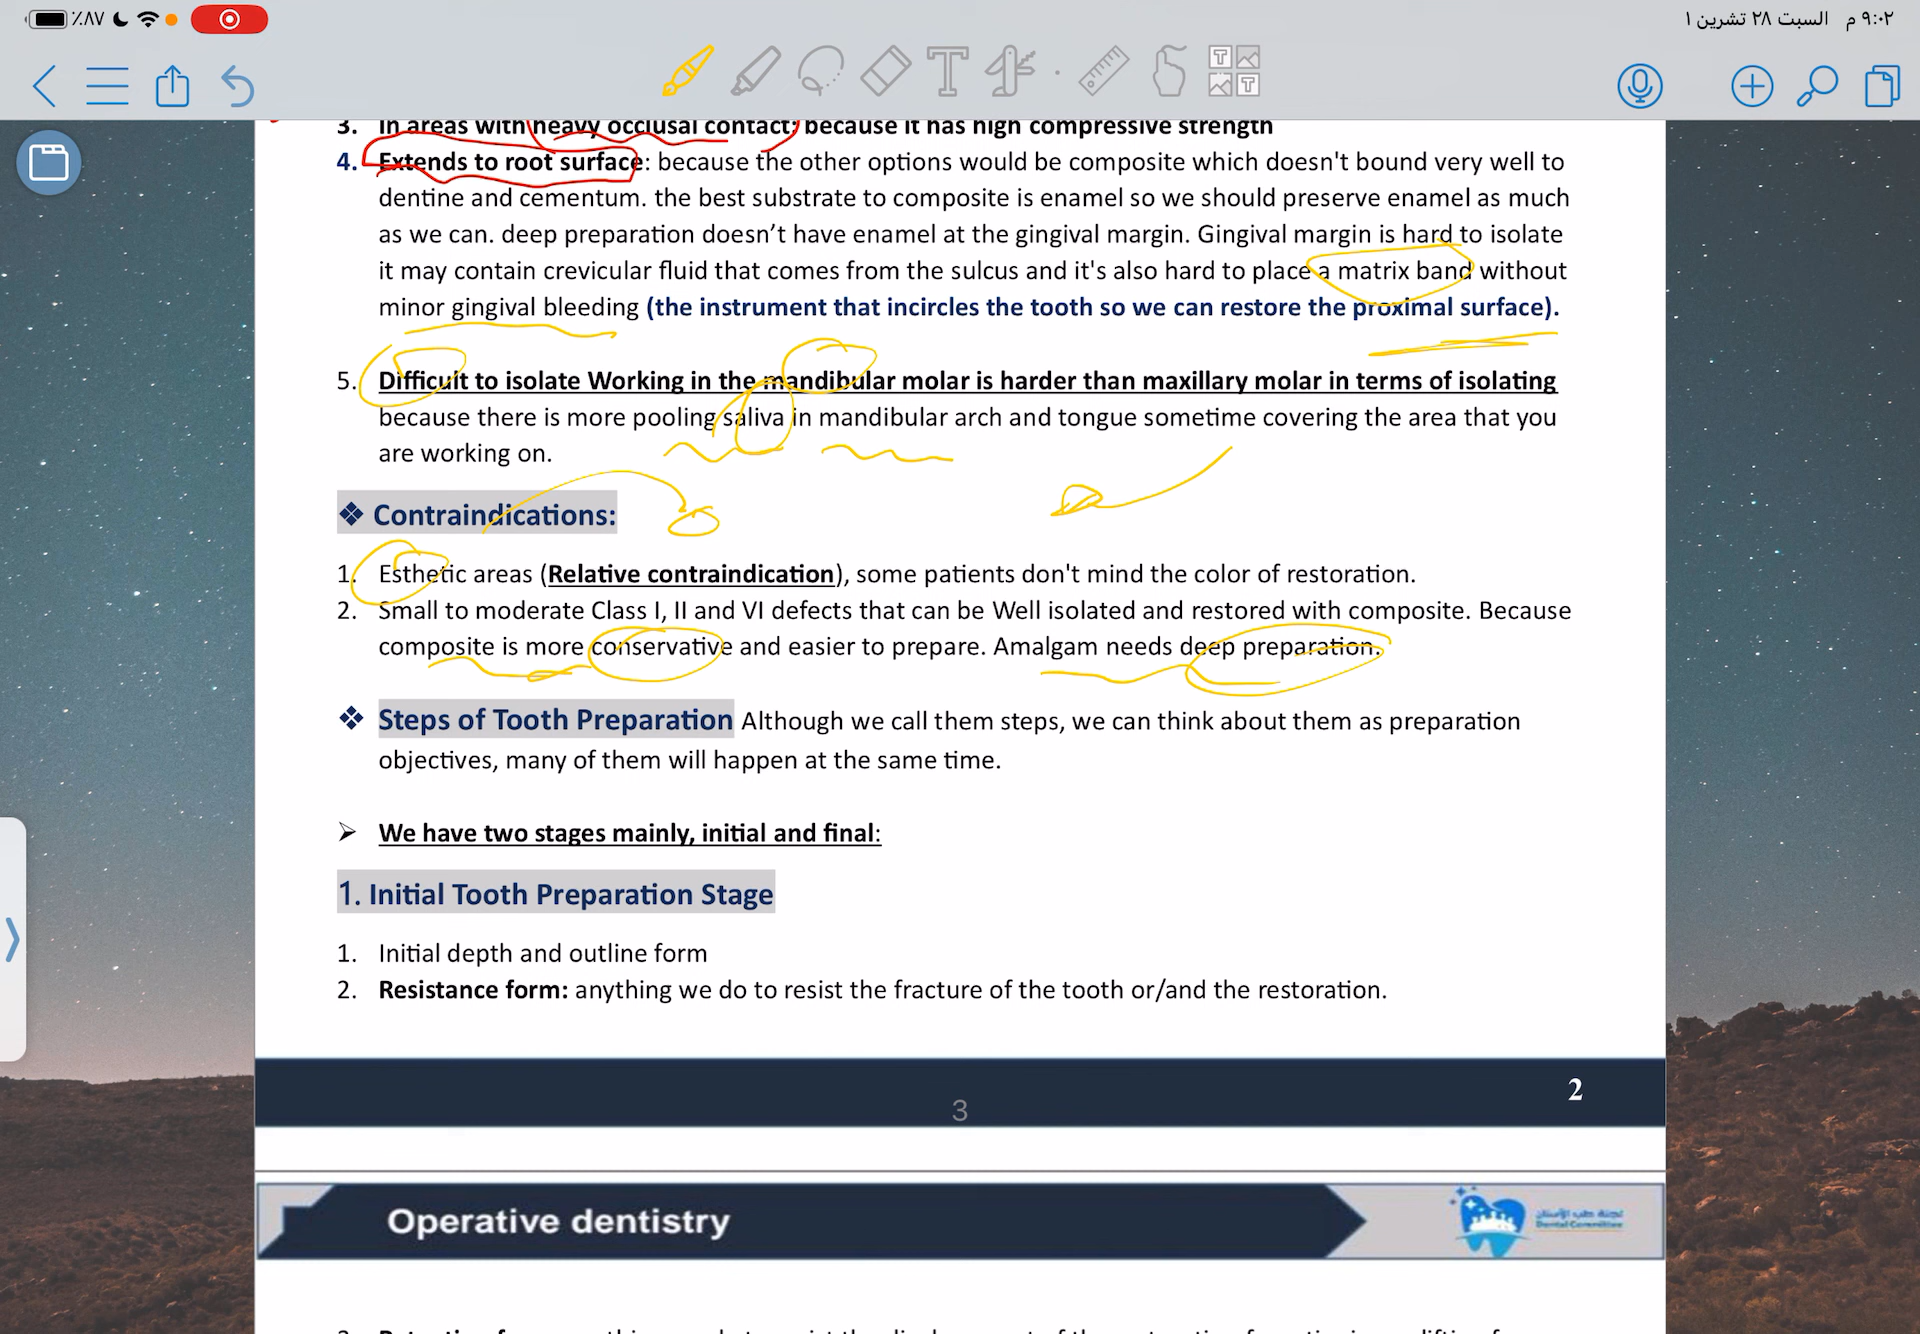 ٪٨٧
٩:٠٢ م السبت ٢٨ تشرين ١
3. In areas with heavy occlusal contact; because it has high compressive strength
4. Extends to root surface: because the other options would be composite which doesn't bound very well to
dentine and cementum. the best substrate to composite is enamel so we should preserve enamel as much
as we can. deep preparation doesn’t have enamel at the gingival margin. Gingival margin is hard to isolate
it may contain crevicular fluid that comes from the sulcus and it's also hard to place a matrix band without
minor gingival bleeding (the instrument that incircles the tooth so we can restore the proximal surface).
5. Difficult to isolate Working in the mandibular molar is harder than maxillary molar in terms of isolating
because there is more pooling saliva in mandibular arch and tongue sometime covering the area that you
are working on.
❖ Contraindications:
1. Esthetic areas (Relative contraindication), some patients don't mind the color of restoration.
2. Small to moderate Class I, II and VI defects that can be Well isolated and restored with composite. Because
composite is more conservative and easier to prepare. Amalgam needs deep preparation.
❖ Steps of Tooth Preparation Although we call them steps, we can think about them as preparation
objectives, many of them will happen at the same time.
➢ We have two stages mainly, initial and final:
1. Initial Tooth Preparation Stage
1. Initial depth and outline form
2. Resistance form: anything we do to resist the fracture of the tooth or/and the restoration.
2
3
Operative dentistry
لجنة طب الأسنان
Dental Committee